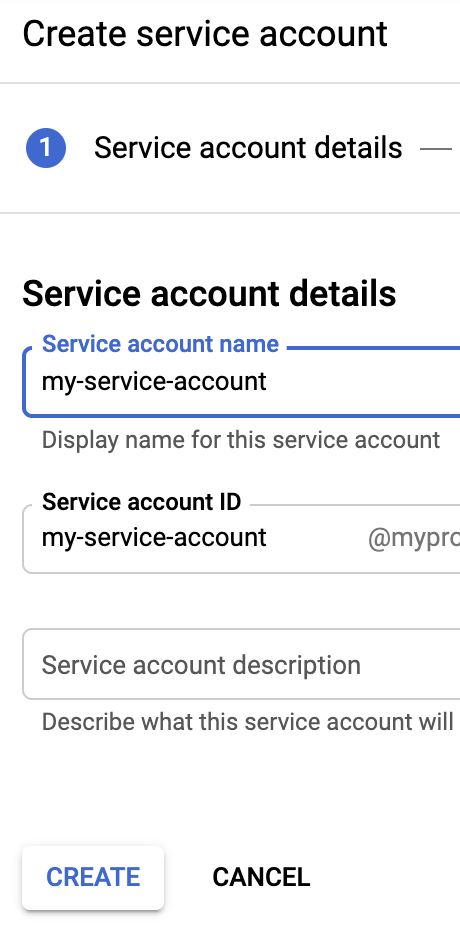 Create service account
1 Service account details
Service account details
Service account name
my-service-account
Display name for this service account
Service account ID
my-service-account @mypro
Service account description
Describe what this service account will
CREATE CANCEL